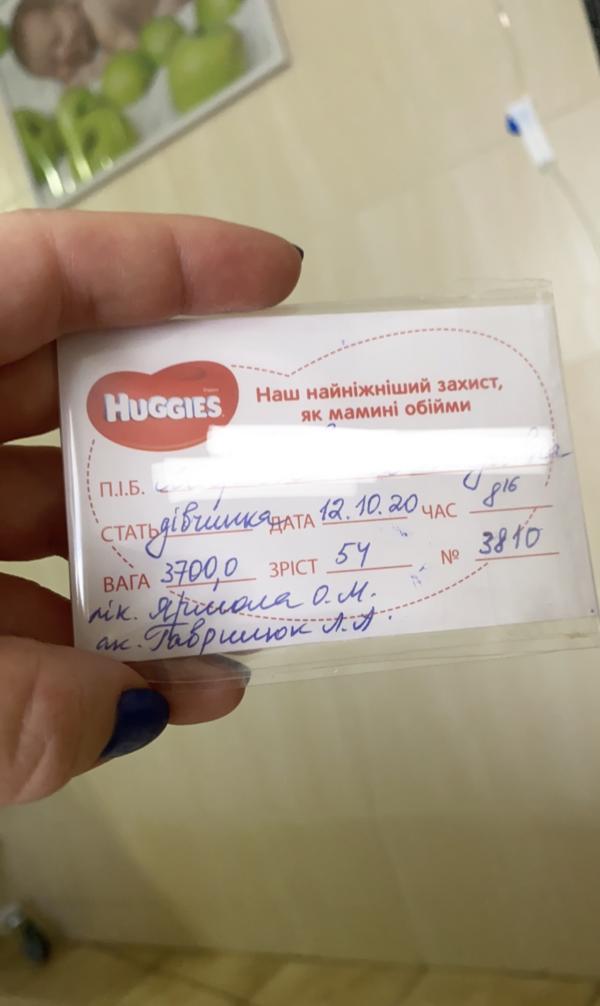 HUGGIES
Наш найніжніший захист,
як мамині обійми
П.І.Б.
СТАТЬ дівчинка ДАТА 12.10.20 ЧАС 8¹⁶
ВАГА 3700,0 ЗРІСТ 54 № 3810
лік. Ярмола О.М.
ак. Гаврилюк Л.А.